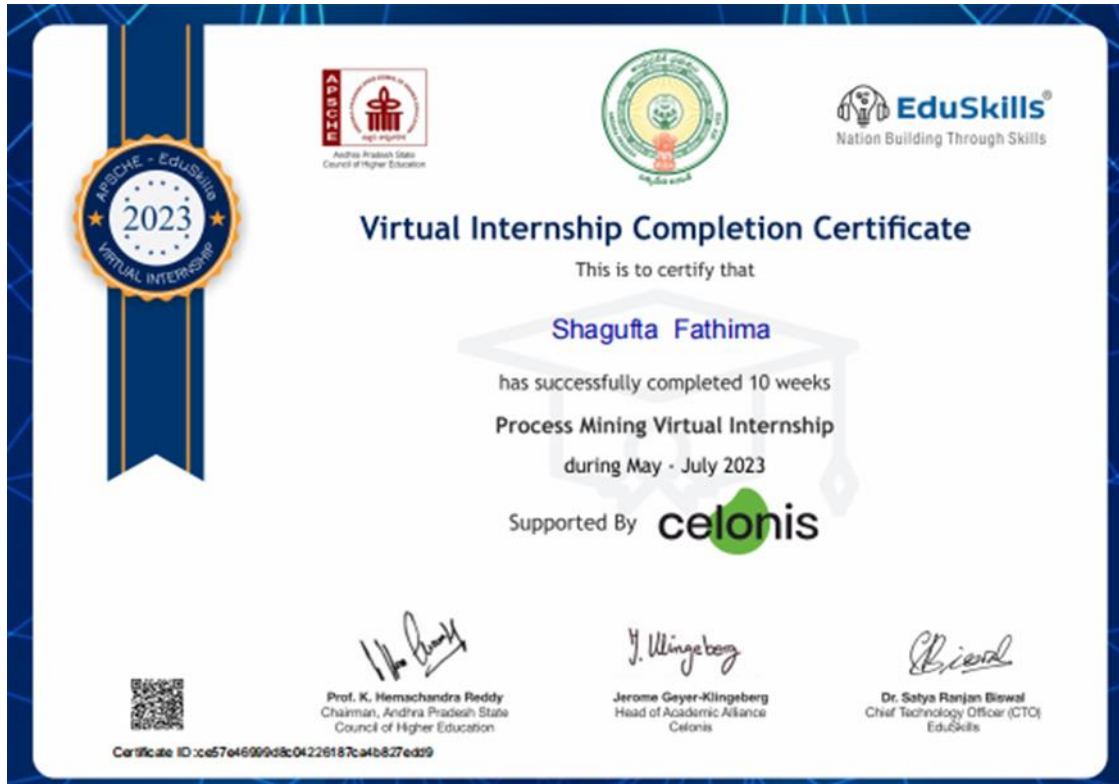 APSCHE - EduSkills
2023
VIRTUAL INTERNSHIP
APSCHE
Andhra Pradesh State
Council of Higher Education
EduSkills®
Nation Building Through Skills
Virtual Internship Completion Certificate
This is to certify that
Shagufta Fathima
has successfully completed 10 weeks
Process Mining Virtual Internship
during May - July 2023
Supported By celonis
Prof. K. Hemachandra Reddy
Chairman, Andhra Pradesh State
Council of Higher Education
J. Klingeberg
Jerome Geyer-Klingeberg
Head of Academic Alliance
Celonis
Dr. Satya Ranjan Biswal
Chief Technology Officer (CTO)
EduSkills
Certificate ID :ce57e46999d8c04226187ca4b827edd9